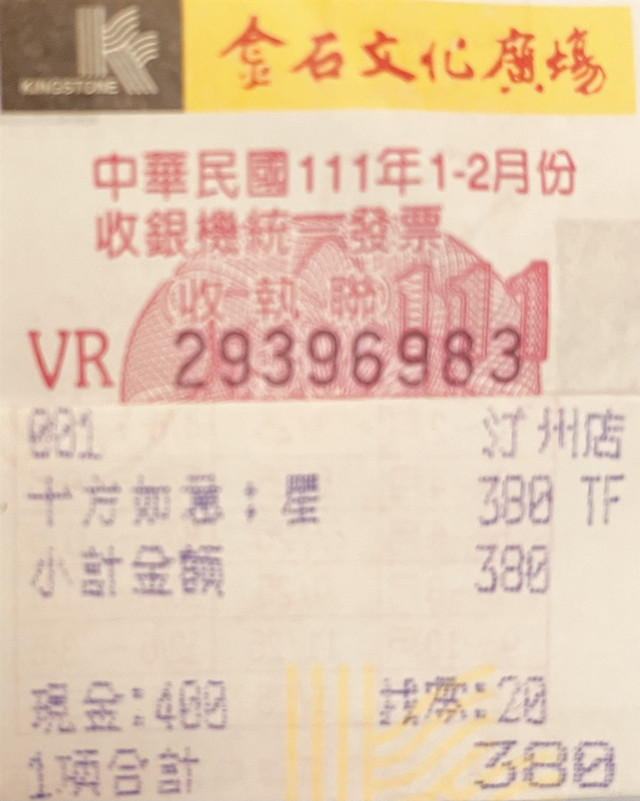 KINGSTONE
金石文化廣場
中華民國111年1-2月份
收銀機統一發票
收執聯 111
VR 29396983
001 汀州店
十方如意:星 380 TF
小計金額 380
現金:400 找零:20
1項合計 380